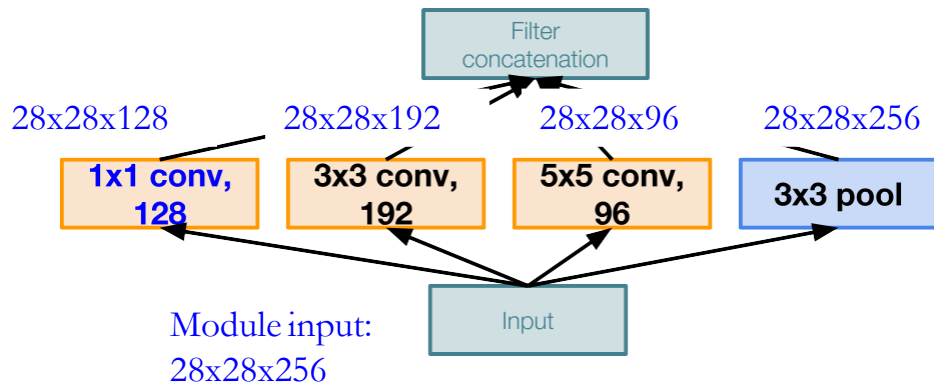 Filter
concatenation
28x28x128
28x28x192
28x28x96
28x28x256
1x1 conv,
128
3x3 conv,
192
5x5 conv,
96
3x3 pool
Input
Module input:
28x28x256